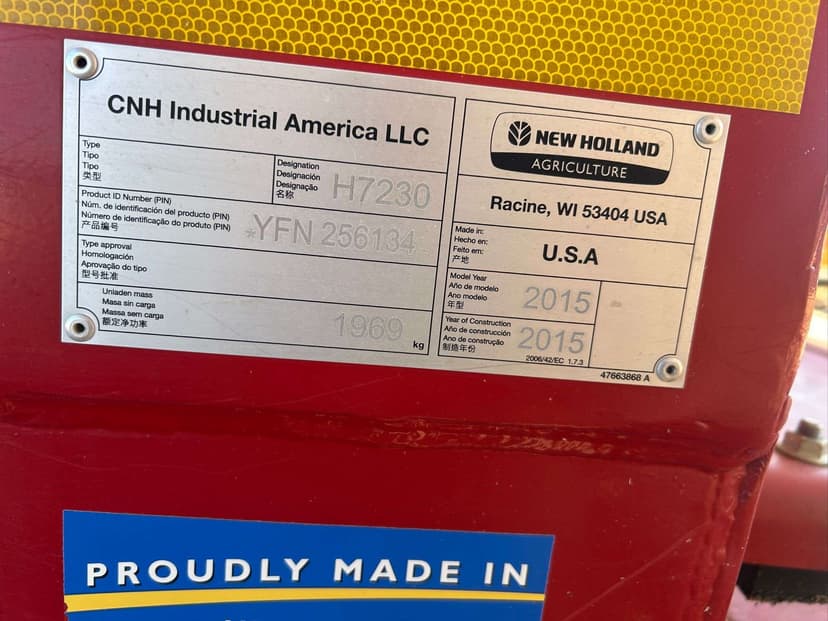 CNH Industrial America LLC
Type
Tipo
Tipo
类型
Designation
Designación
Designação
名称
H7230
Product ID Number (PIN)
Núm. de identificación del producto (PIN)
Número de identificação do produto (PIN)
产品编号
*YFN 256134
Type approval
Homologación
Aprovação do tipo
型号批准
Unladen mass
Masa sin carga
Massa sem carga
额定净功率
1969
kg
NEW HOLLAND
AGRICULTURE
Racine, WI 53404 USA
Made in:
Hecho en:
Feito em:
产地
U.S.A
Model Year
Año de modelo
Ano modelo
年型
2015
Year of Construction
Año de construcción
Ano de construção
制造年份
2015
2006/42/EC 1.7.3
47663868 A
PROUDLY MADE IN